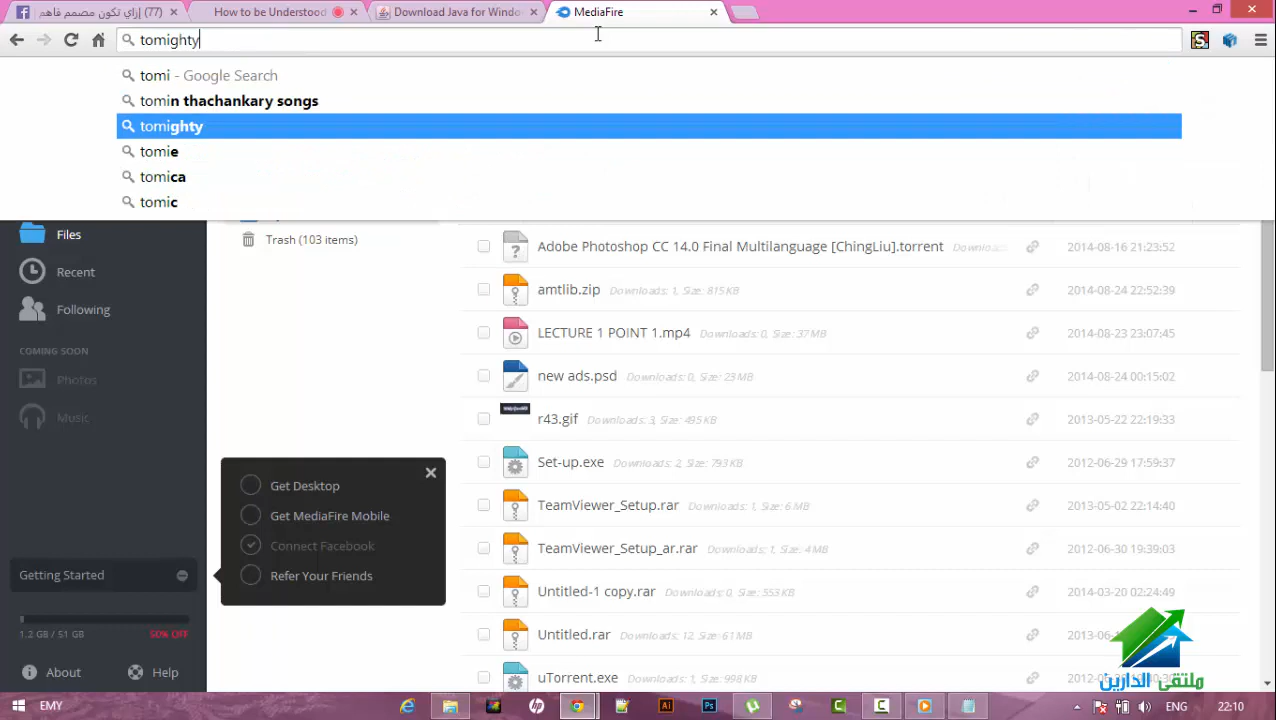 (77) إزاي تكون مصمم فاهم
How to be Understood
Download Java for Windo
MediaFire
tomighty
tomi - Google Search
tomin thachankary songs
tomighty
tomie
tomica
tomic
Files
Recent
Following
COMING SOON
Photos
Music
Trash (103 items)
Adobe Photoshop CC 14.0 Final Multilanguage [ChingLiu].torrent 2014-08-16 21:23:52
amtlib.zip Downloads: 1, Size: 815 KB 2014-08-24 22:52:39
LECTURE 1 POINT 1.mp4 Downloads: 0, Size: 37 MB 2014-08-23 23:07:45
new ads.psd Downloads: 0, Size: 23 MB 2014-08-24 00:15:02
r43.gif Downloads: 3, Size: 495 KB 2013-05-22 22:19:33
Set-up.exe Downloads: 2, Size: 793 KB 2012-06-29 17:59:37
TeamViewer_Setup.rar Downloads: 1, Size: 6 MB 2013-05-02 22:14:40
TeamViewer_Setup_ar.rar Downloads: 1, Size: 4 MB 2012-06-30 19:39:03
Untitled-1 copy.rar Downloads: 0, Size: 553 KB 2014-03-20 02:24:49
Untitled.rar Downloads: 12, Size: 61 MB
uTorrent.exe Downloads: 1, Size: 998 KB
Get Desktop
Get MediaFire Mobile
Connect Facebook
Refer Your Friends
Getting Started
1.2 GB / 51 GB 50% OFF
About Help
ملتقى الدارين
EMY
ENG 22:10